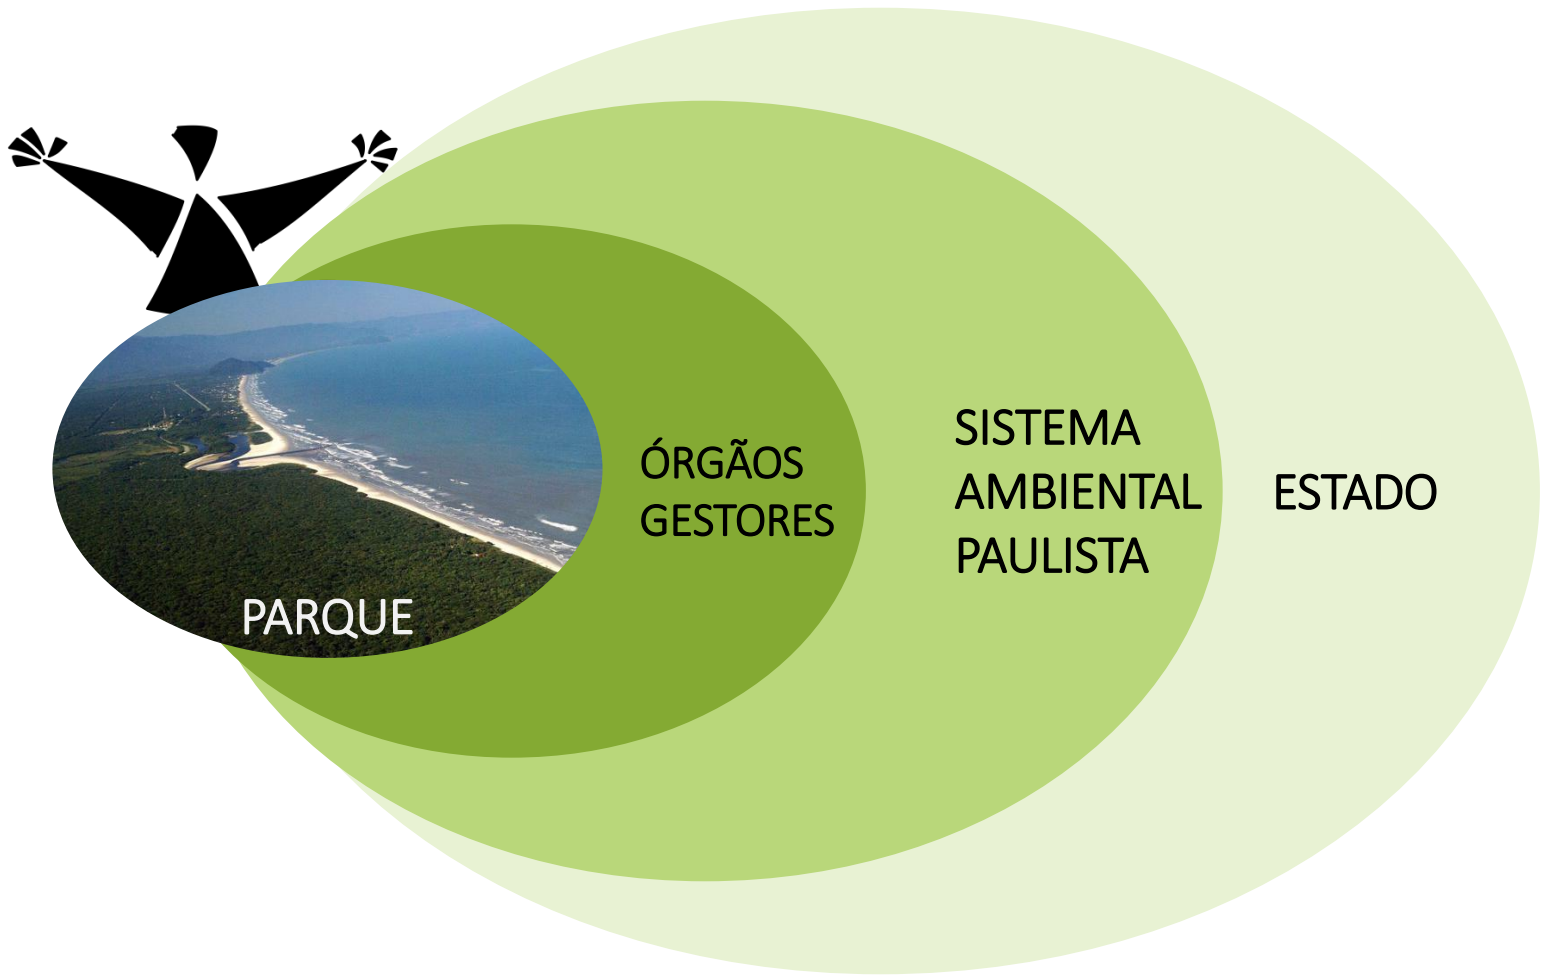 PARQUE
ÓRGÃOS
GESTORES
SISTEMA
AMBIENTAL
PAULISTA
ESTADO